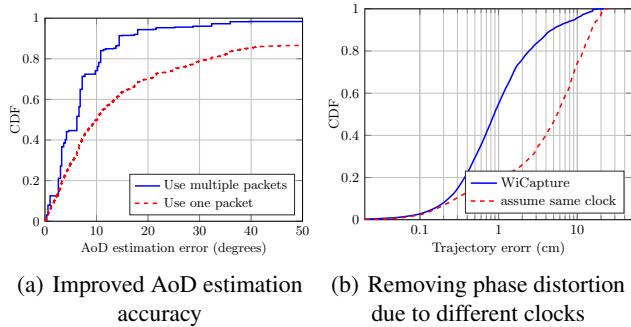 1
0.8
0.6
0.4
0.2
0
CDF
Use multiple packets
Use one packet
0 10 20 30 40 50
AoD estimation error (degrees)
(a) Improved AoD estimation
accuracy
1
0.8
0.6
0.4
0.2
0
CDF
WiCapture
assume same clock
0.1 1 10
Trajectory erorr (cm)
(b) Removing phase distortion
due to different clocks